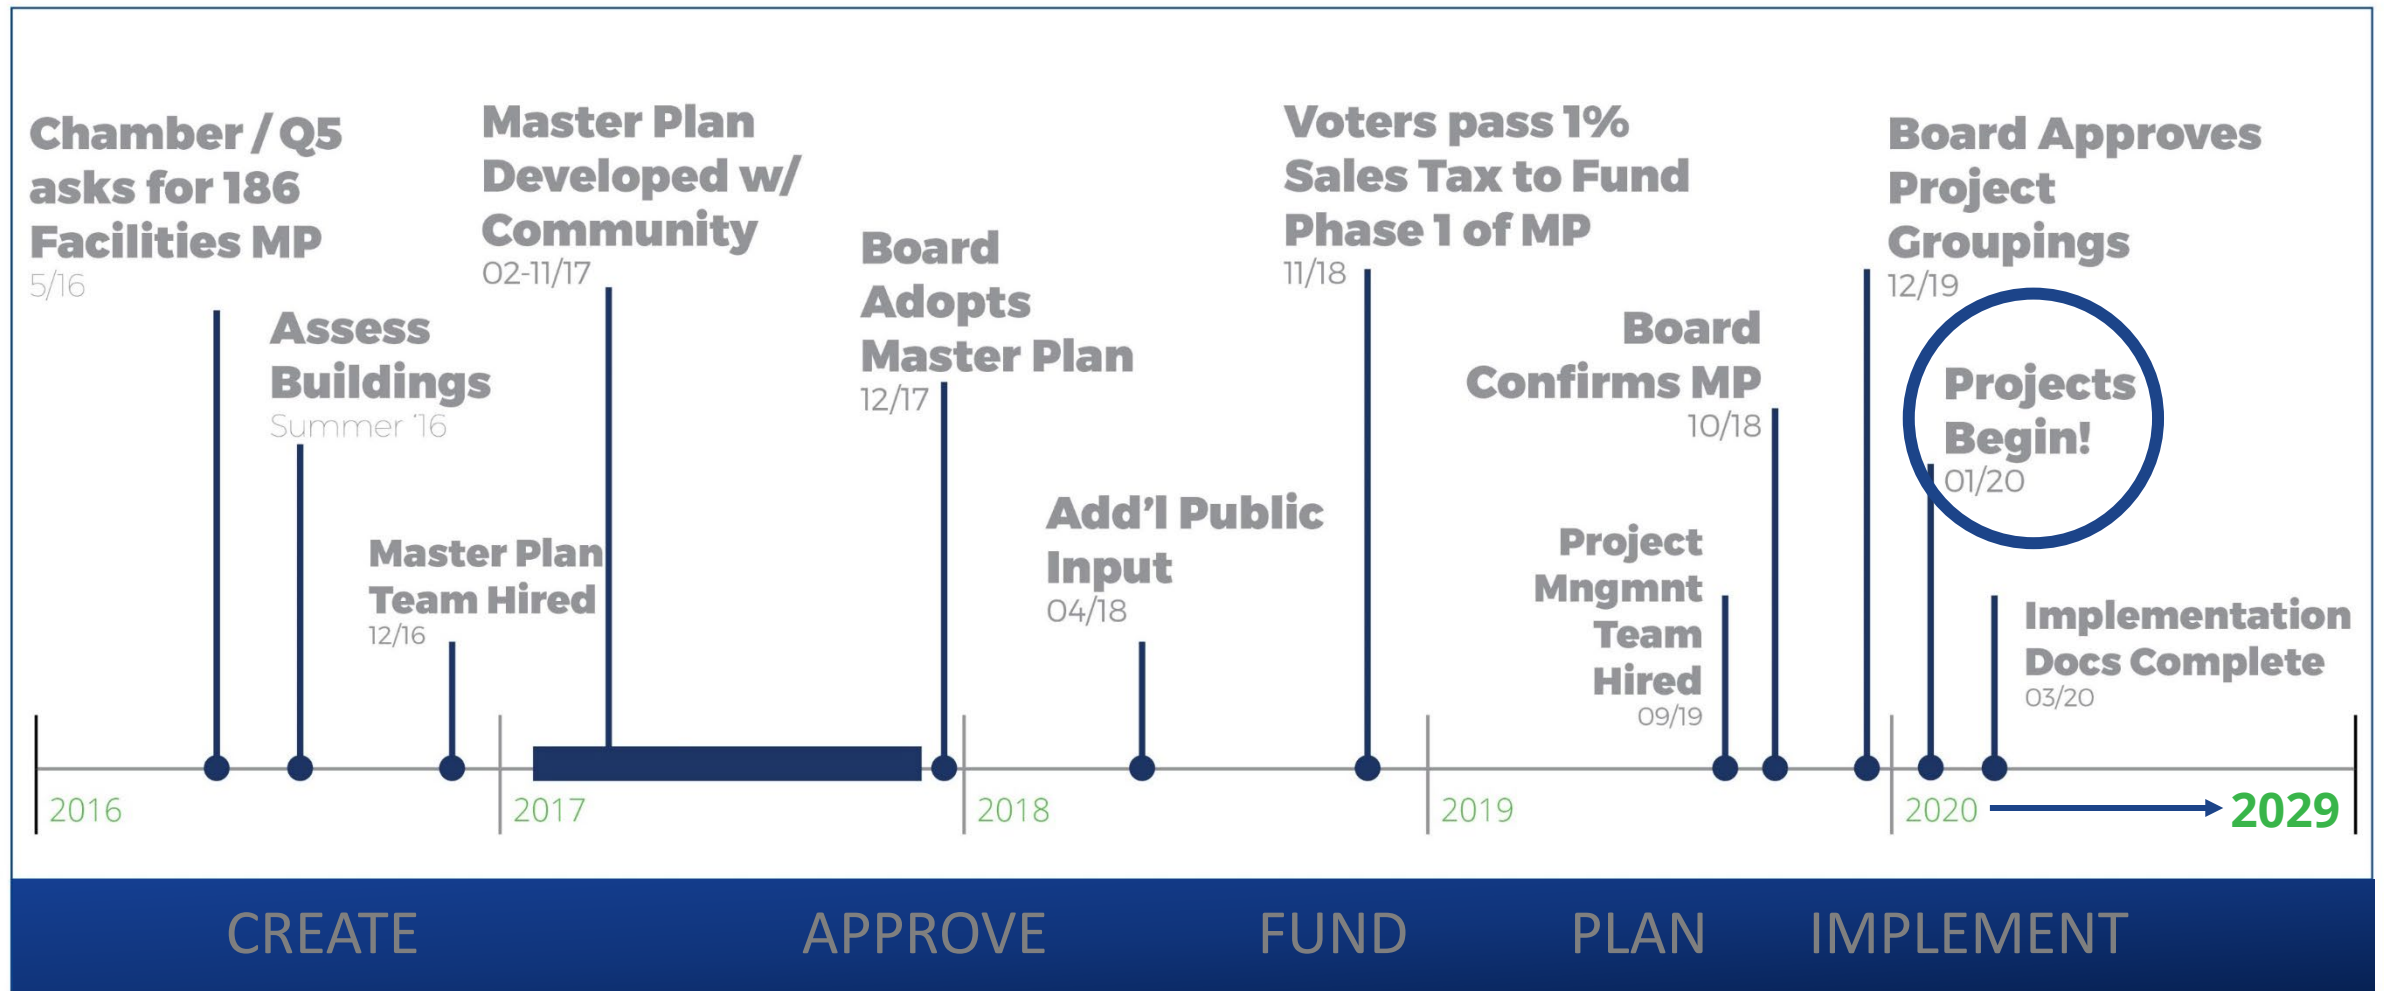 Chamber / Q5
asks for 186
Facilities MP
5/16
Assess
Buildings
Summer '16
Master Plan
Team Hired
12/16
Master Plan
Developed w/
Community
02-11/17
Board
Adopts
Master Plan
12/17
Add'l Public
Input
04/18
Voters pass 1%
Sales Tax to Fund
Phase 1 of MP
11/18
Project
Mngmnt
Team
Hired
09/19
Board
Confirms MP
10/18
Board Approves
Project
Groupings
12/19
Projects
Begin!
01/20
Implementation
Docs Complete
03/20
2016
2017
2018
2019
2020
2029
CREATE
APPROVE
FUND
PLAN
IMPLEMENT